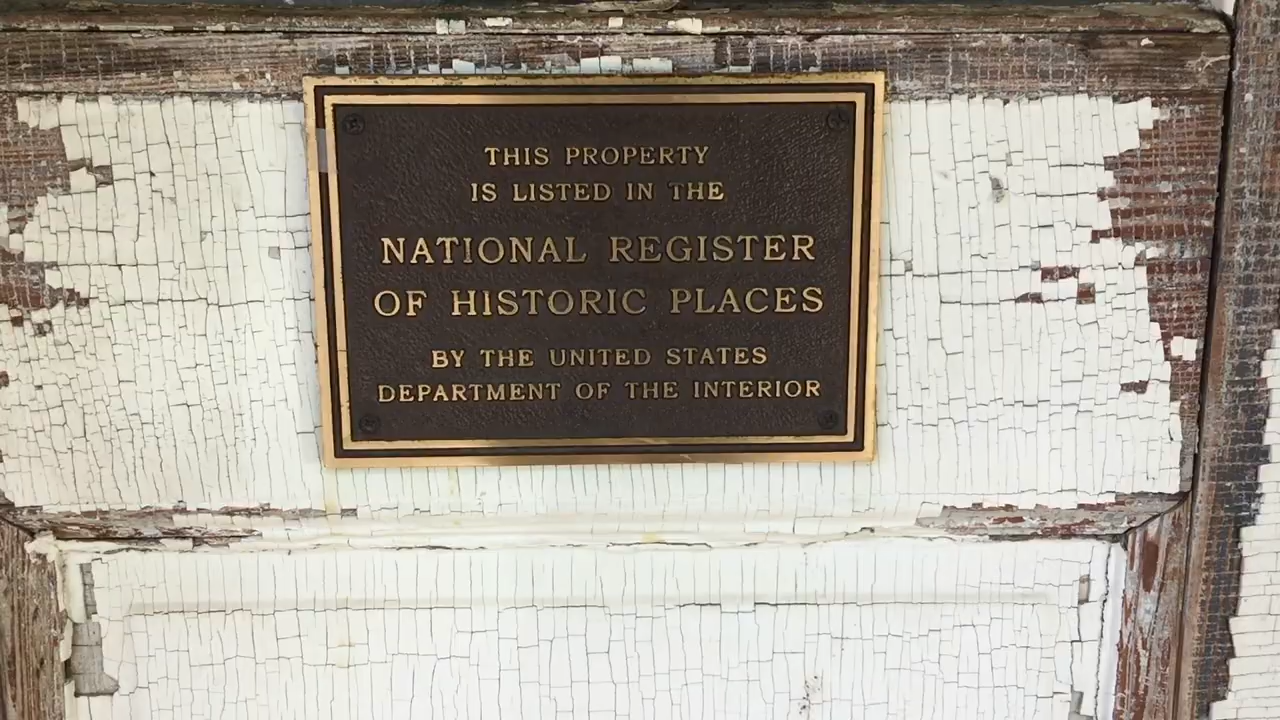 THIS PROPERTY
IS LISTED IN THE
NATIONAL REGISTER
OF HISTORIC PLACES
BY THE UNITED STATES
DEPARTMENT OF THE INTERIOR